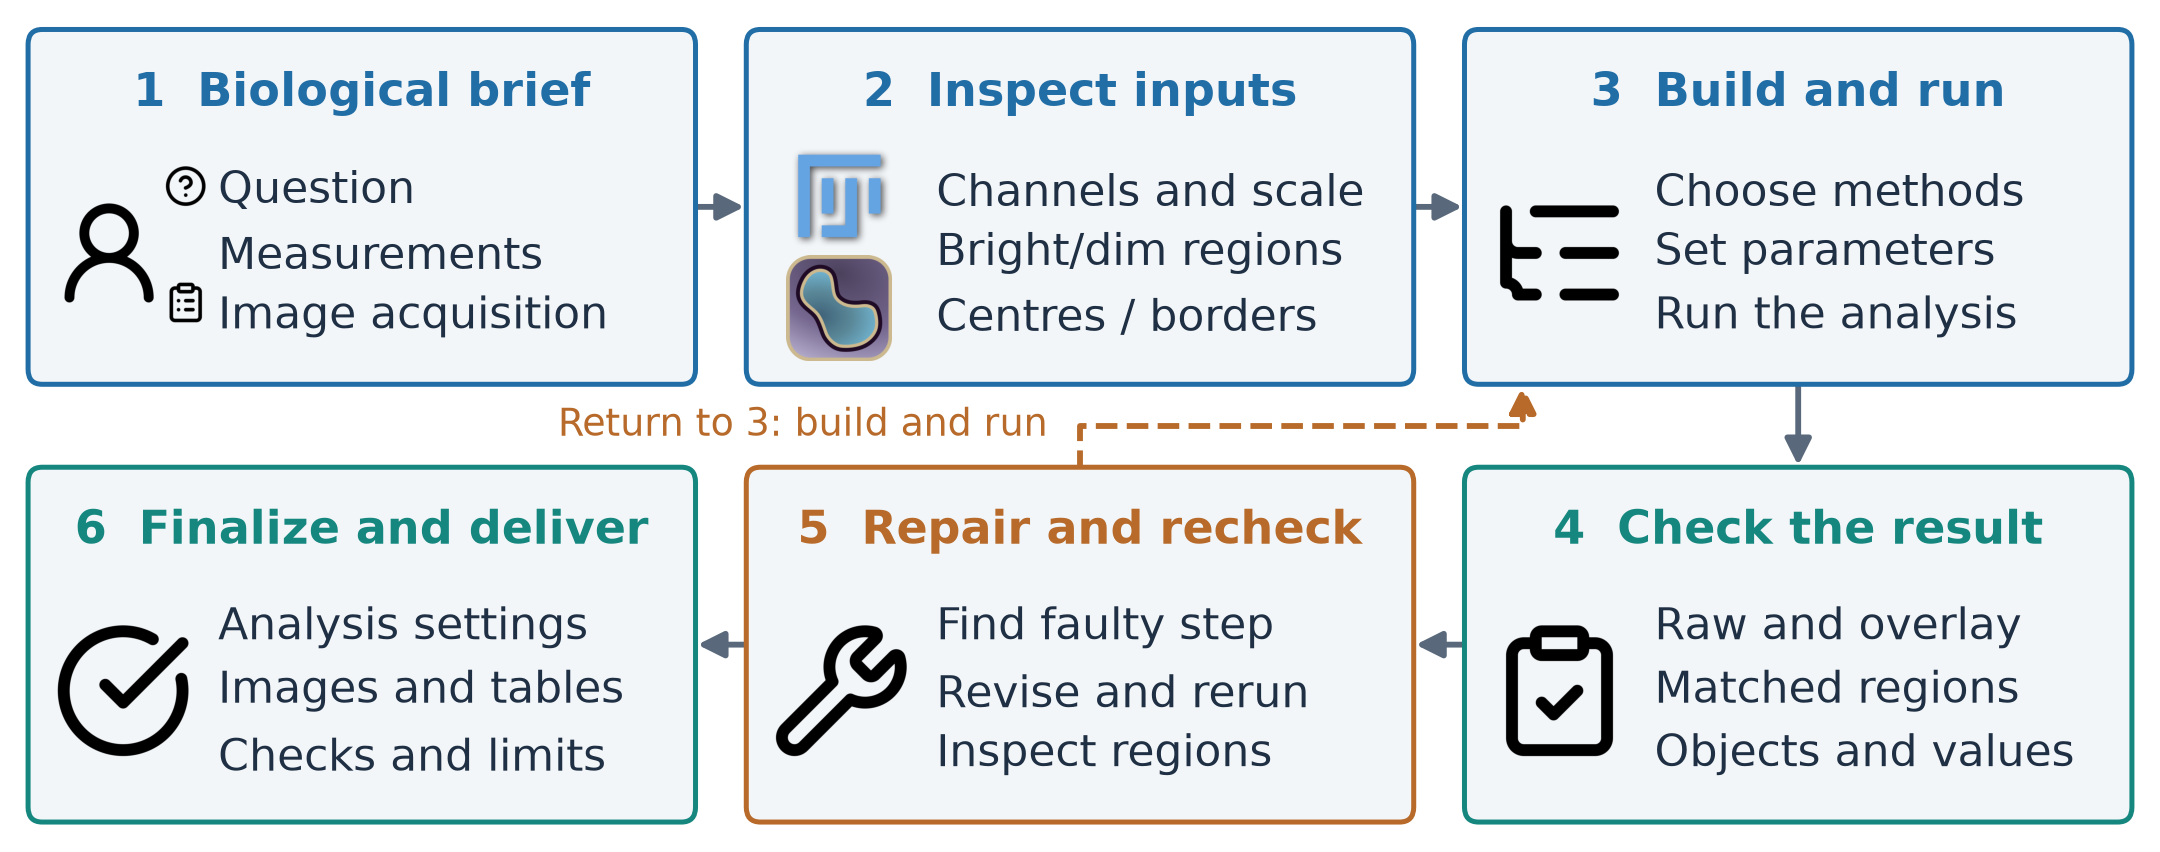 1 Biological brief
Question
Measurements
Image acquisition
2 Inspect inputs
Channels and scale
Bright/dim regions
Centres / borders
3 Build and run
Choose methods
Set parameters
Run the analysis
Return to 3: build and run
6 Finalize and deliver
Analysis settings
Images and tables
Checks and limits
5 Repair and recheck
Find faulty step
Revise and rerun
Inspect regions
4 Check the result
Raw and overlay
Matched regions
Objects and values